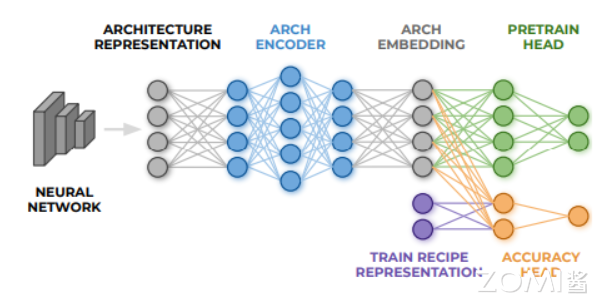 ARCHITECTURE
REPRESENTATION
ARCH
ENCODER
ARCH
EMBEDDING
PRETRAIN
HEAD
NEURAL
NETWORK
TRAIN RECIPE
REPRESENTATION
ACCURACY
HEAD
ZOMI酱